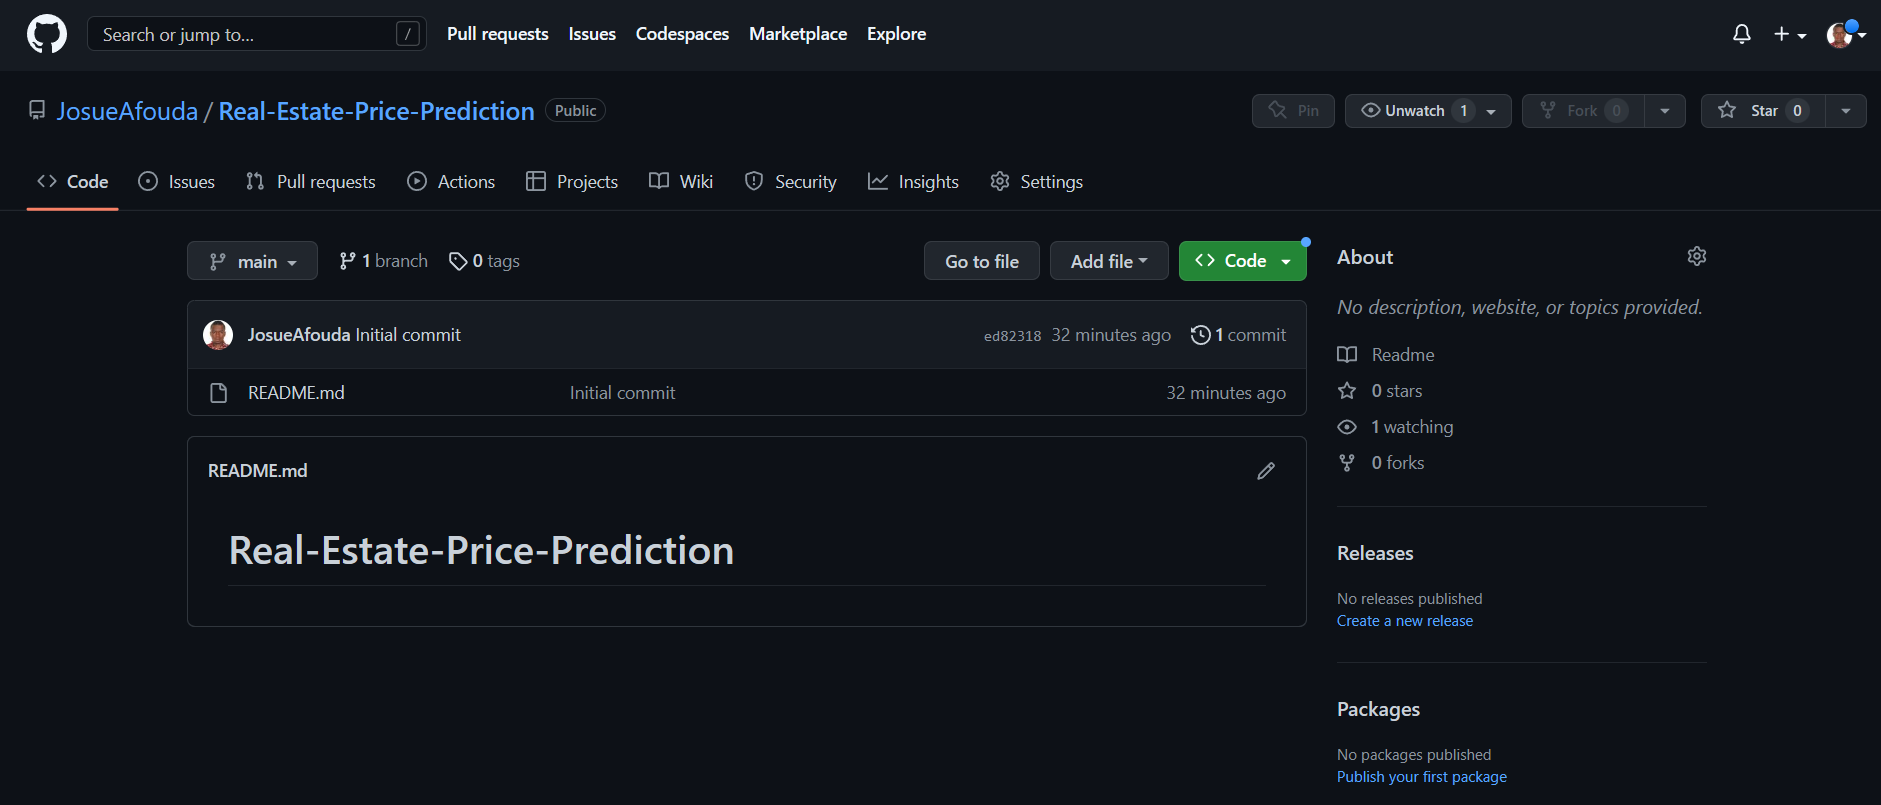 Search or jump to... / Pull requests Issues Codespaces Marketplace Explore
JosueAfouda / Real-Estate-Price-Prediction Public Pin Unwatch 1 Fork 0 Star 0
Code Issues Pull requests Actions Projects Wiki Security Insights Settings
main 1 branch 0 tags Go to file Add file Code
JosueAfouda Initial commit ed82318 32 minutes ago 1 commit
README.md Initial commit 32 minutes ago
README.md
Real-Estate-Price-Prediction
About
No description, website, or topics provided.
Readme
0 stars
1 watching
0 forks
Releases
No releases published
Create a new release
Packages
No packages published
Publish your first package